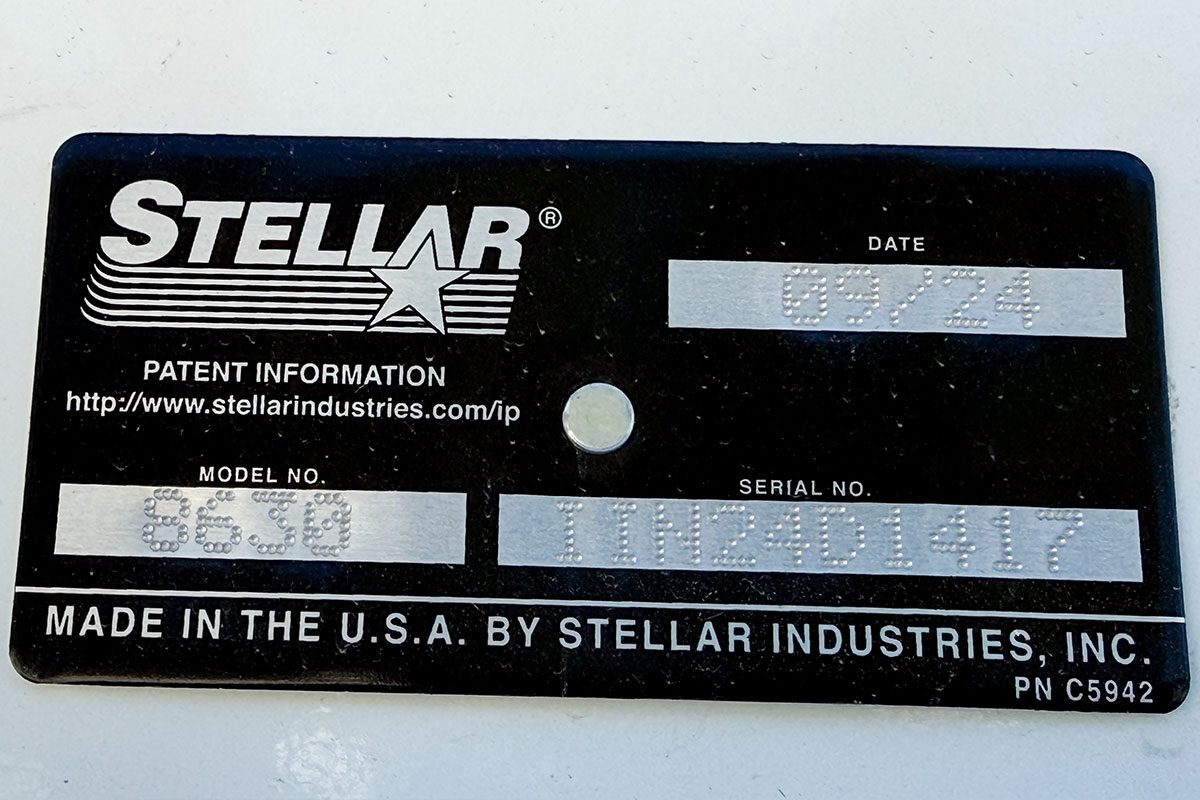 STELLAR®
DATE
09/24
PATENT INFORMATION
http://www.stellarindustries.com/ip
MODEL NO.
8630
SERIAL NO.
IIN24D1417
MADE IN THE U.S.A. BY STELLAR INDUSTRIES, INC.
PN C5942